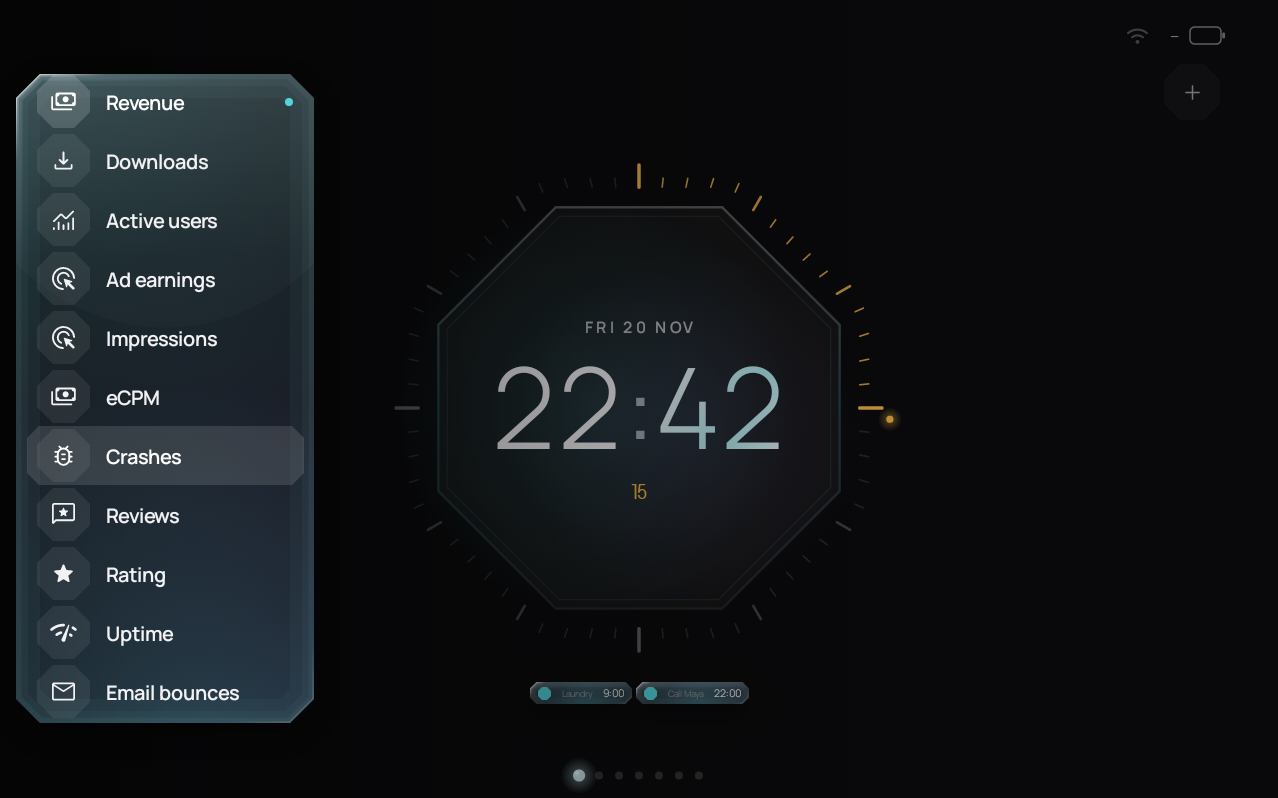 Revenue
Downloads
Active users
Ad earnings
Impressions
eCPM
Crashes
Reviews
Rating
Uptime
Email bounces
–
FRI 20 NOV
22:42
15
Laundry 9:00
Call Maya 22:00